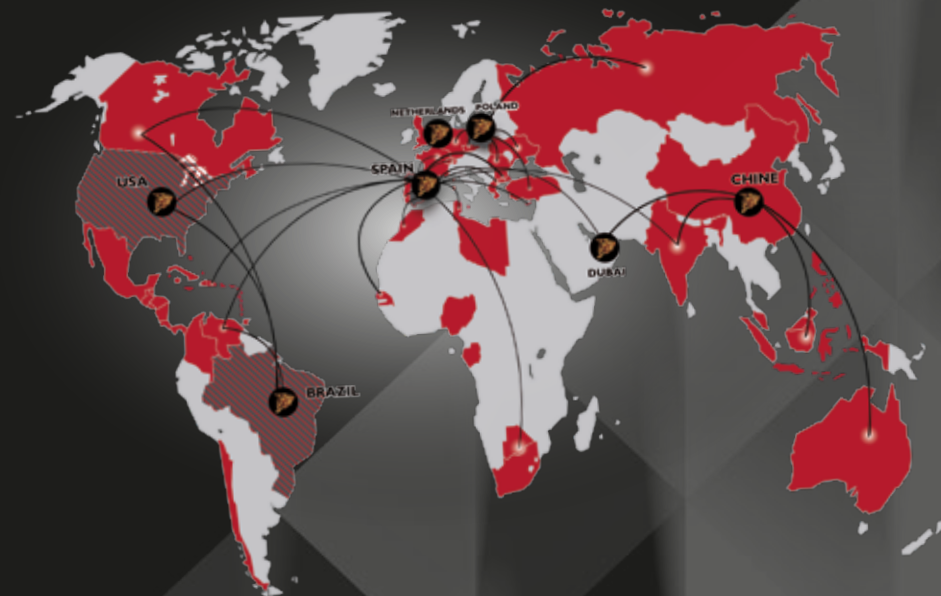 NETHERLANDS
POLAND
SPAIN
USA
CHINE
DUBAI
BRAZIL